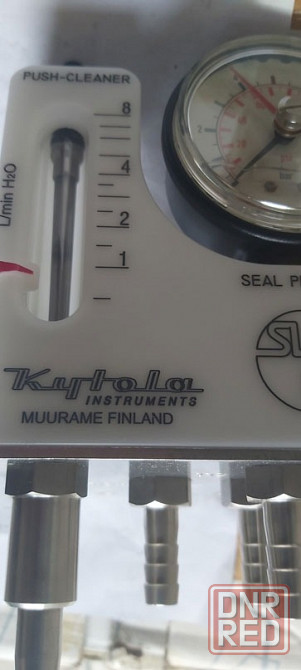 PUSH-CLEANER
8
4
2
1
L/min H₂O
SEAL
Kytola
INSTRUMENTS
MUURAME FINLAND
DNR
RED